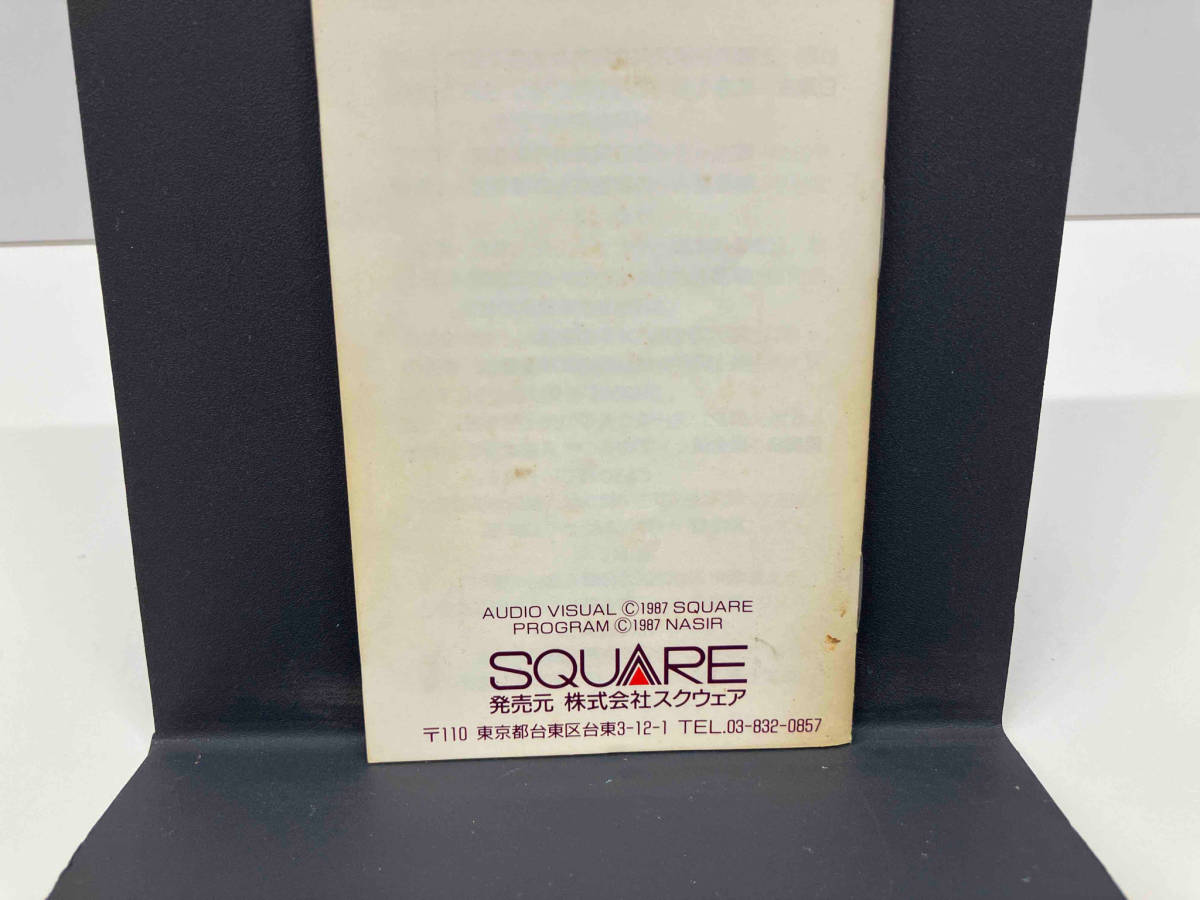 AUDIO VISUAL ©1987 SQUARE
PROGRAM ©1987 NASIR
SQUARE
発売元 株式会社スクウェア
〒110 東京都台東区台東3-12-1 TEL.03-832-0857